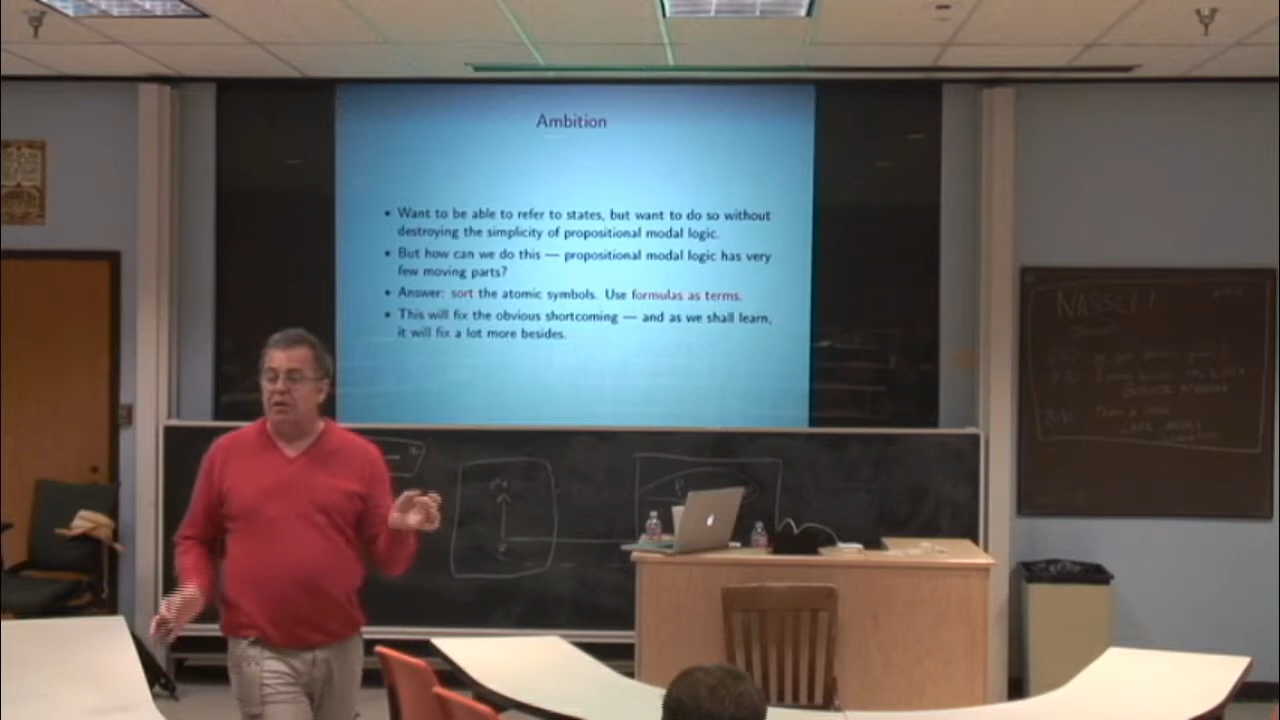 Ambition
• Want to be able to refer to states, but want to do so without
destroying the simplicity of propositional modal logic.
• But how can we do this — propositional modal logic has very
few moving parts?
• Answer: sort the atomic symbols. Use formulas as terms.
• This will fix the obvious shortcoming — and as we shall learn,
it will fix a lot more besides.
NASSLLI